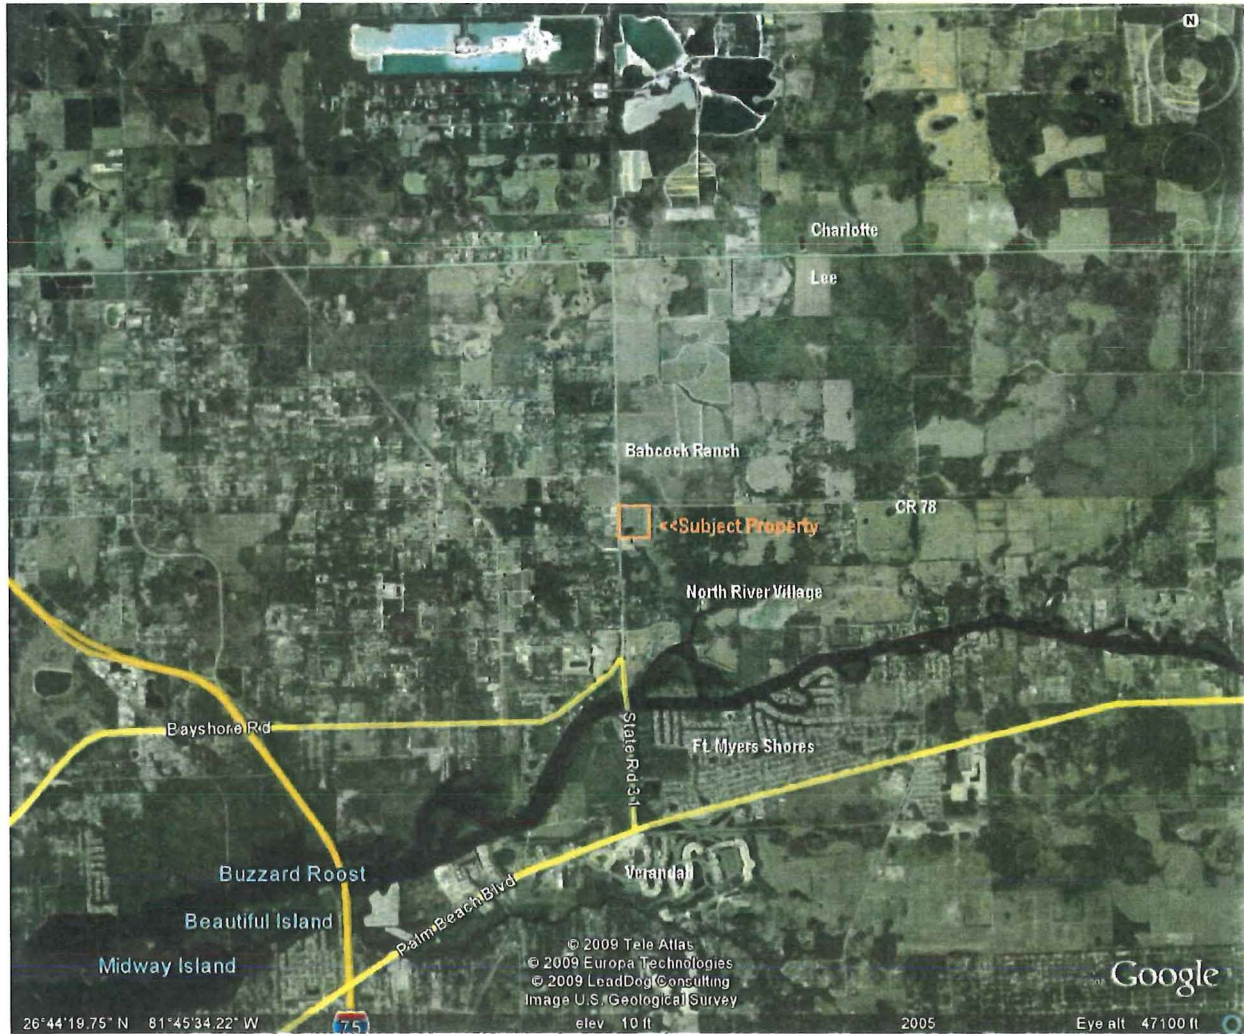 N
Charlotte
Lee
Babcock Ranch
CR 78
<<Subject Property
North River Village
Bayshore Rd
State Rd 31
Ft. Myers Shores
Buzzard Roost
Verandah
Beautiful Island
Palm Beach Blvd
Midway Island
© 2009 Tele Atlas
© 2009 Europa Technologies
© 2009 LeadDog Consulting
Image U.S. Geological Survey
Google
26°44'19.75" N 81°45'34.22" W
75
elev 10 ft
2005
Eye alt 47100 ft